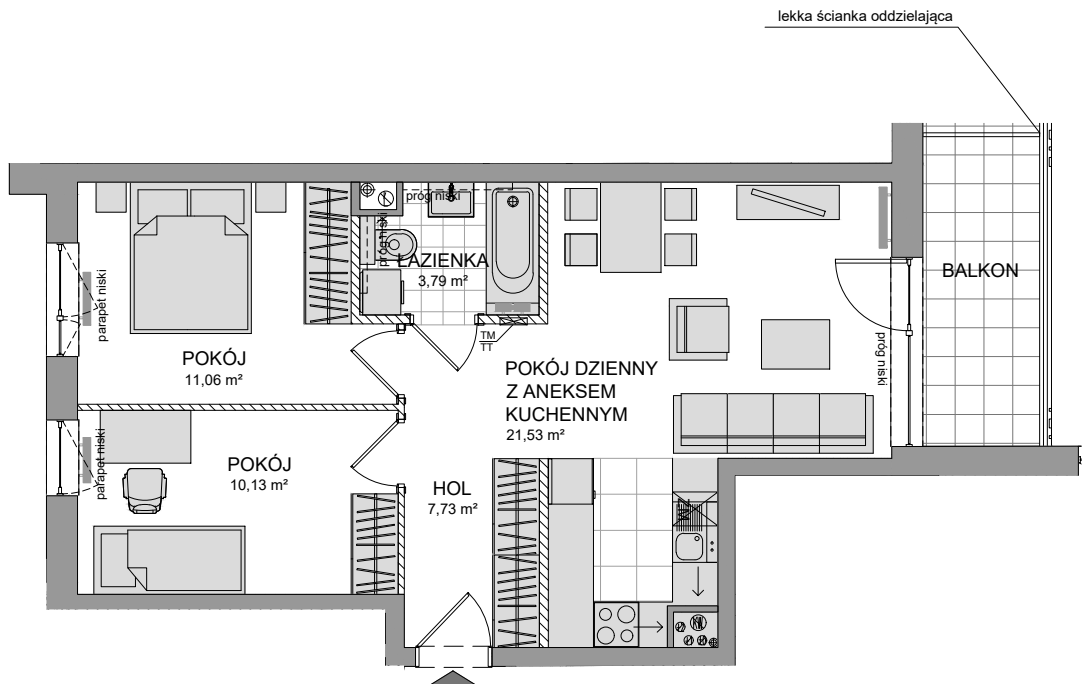 lekka ścianka oddzielająca
próg niski
próg niski
ŁAZIENKA
3,79 m²
BALKON
parapet niski
POKÓJ
11,06 m²
TM
TT
POKÓJ DZIENNY
Z ANEKSEM
KUCHENNYM
21,53 m²
próg niski
parapet niski
POKÓJ
10,13 m²
HOL
7,73 m²
ZM
KW